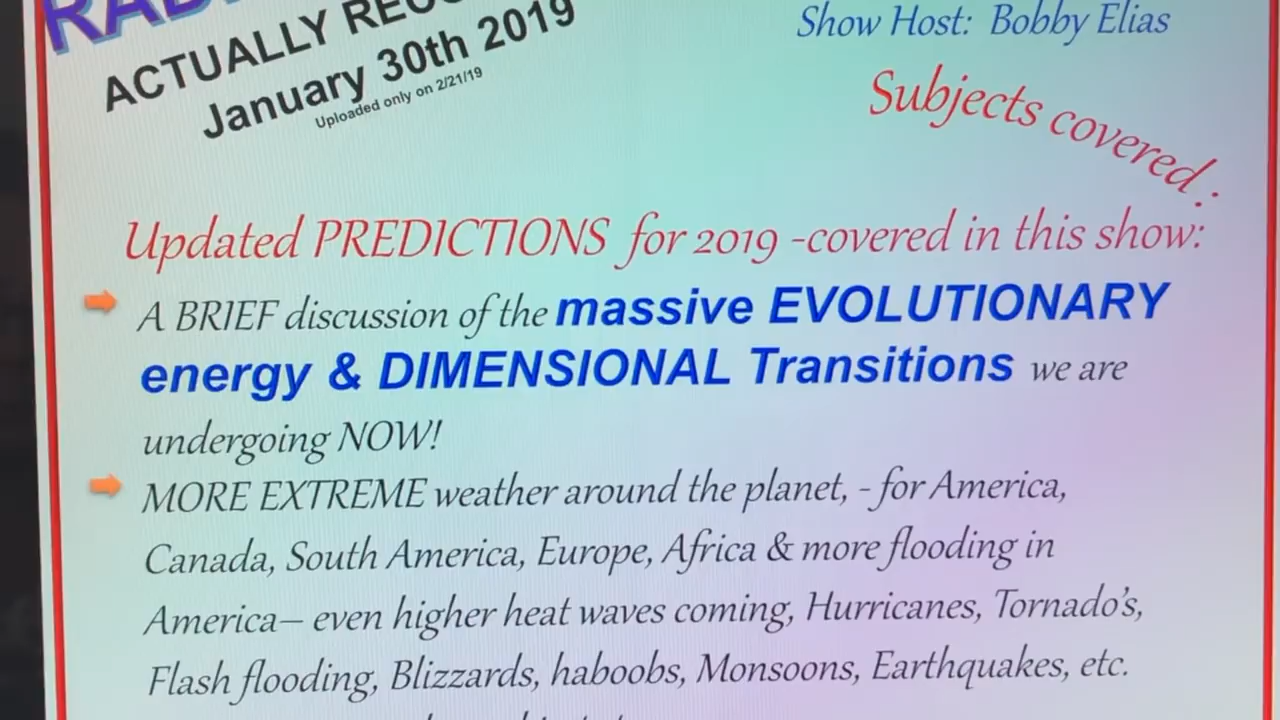 ACTUALLY
January 30th 2019
Uploaded only on 2/21/19
Show Host: Bobby Elias
Subjects covered :
Updated PREDICTIONS for 2019 -covered in this show:
A BRIEF discussion of the massive EVOLUTIONARY
energy & DIMENSIONAL Transitions we are
undergoing NOW!
MORE EXTREME weather around the planet, - for America,
Canada, South America, Europe, Africa & more flooding in
America— even higher heat waves coming, Hurricanes, Tornado's,
Flash flooding, Blizzards, haboobs, Monsoons, Earthquakes, etc.